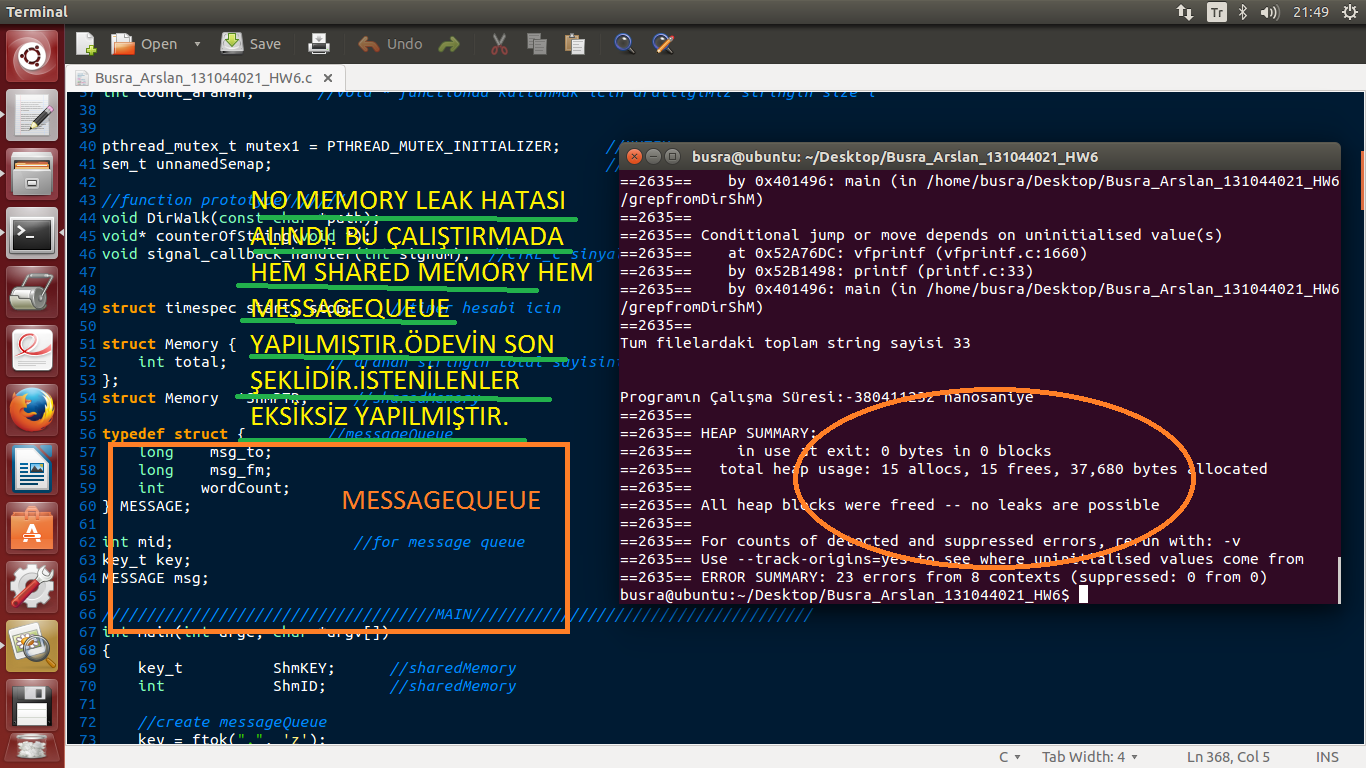 Terminal
Tr
21:49
Open
Save
Undo
Busra_Arslan_131044021_HW6.c
37 int count_aranan; //void * functionda kullanmak icin arattigimiz stringin size i
38
39
40 pthread_mutex_t mutex1 = PTHREAD_MUTEX_INITIALIZER;
41 sem_t unnamedSemap; //
42
43 //function prototype
44 void DirWalk(const char *path);
45 void* counterOfString(void *);
46 void signal_callback_handler(int signum); //CTRL_C sinyal
47
48
49 struct timespec start, stop; //timer hesabi icin
50
51 struct Memory {
52 int total; // aranan stringin total sayisin
53 };
54 struct Memory *ShmPTR; //sharedMemory
55
56 typedef struct { //messageQueue
57 long msg_to;
58 long msg_fm;
59 int wordCount;
60 } MESSAGE;
61
62 int mid; //for message queue
63 key_t key;
64 MESSAGE msg;
65
66 /////////////////////////////////////MAIN//////////////////////////////////////
67 int main(int argc, char *argv[])
68 {
69 key_t ShmKEY; //sharedMemory
70 int ShmID; //sharedMemory
71
72 //create messageQueue
73 key = ftok(".", 'z');
NO MEMORY LEAK HATASI
ALINDI. BU ÇALIŞTIRMADA
HEM SHARED MEMORY HEM
MESSAGEQUEUE
YAPILMIŞTIR.ÖDEVİN SON
ŞEKLİDİR.İSTENİLENLER
EKSİKSİZ YAPILMIŞTIR.
MESSAGEQUEUE
busra@ubuntu: ~/Desktop/Busra_Arslan_131044021_HW6
==2635== by 0x401496: main (in /home/busra/Desktop/Busra_Arslan_131044021_HW6
/grepfromDirShM)
==2635==
==2635== Conditional jump or move depends on uninitialised value(s)
==2635== at 0x52A76DC: vfprintf (vfprintf.c:1660)
==2635== by 0x52B1498: printf (printf.c:33)
==2635== by 0x401496: main (in /home/busra/Desktop/Busra_Arslan_131044021_HW6
/grepfromDirShM)
==2635==
Tum filelardaki toplam string sayisi 33
Programın Çalışma Süresi:-380411232 nanosaniye
==2635==
==2635== HEAP SUMMARY:
==2635== in use at exit: 0 bytes in 0 blocks
==2635== total heap usage: 15 allocs, 15 frees, 37,680 bytes allocated
==2635==
==2635== All heap blocks were freed -- no leaks are possible
==2635==
==2635== For counts of detected and suppressed errors, rerun with: -v
==2635== Use --track-origins=yes to see where uninitialised values come from
==2635== ERROR SUMMARY: 23 errors from 8 contexts (suppressed: 0 from 0)
busra@ubuntu:~/Desktop/Busra_Arslan_131044021_HW6$
C
Tab Width: 4
Ln 368, Col 5
INS